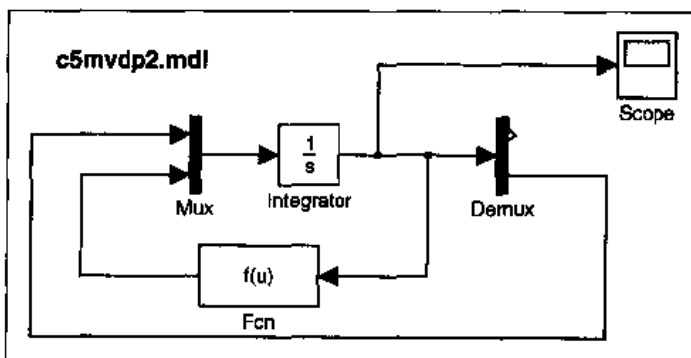 c5mvdp2.mdl
Scope
1
s
Mux
Integrator
Demux
f(u)
Fcn